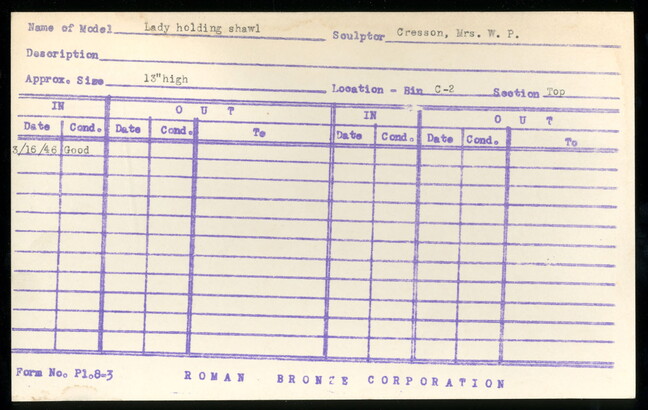 Name of Model Lady holding shawl Sculptor Cresson, Mrs. W. P.
Description
Approx. Size 13"high Location - Bin C-2 Section Top
IN OUT IN OUT
Date Cond. Date Cond. To Date Cond. Date Cond. To
3/16/46 Good
Form No. P1.8-3 ROMAN BRONZE CORPORATION